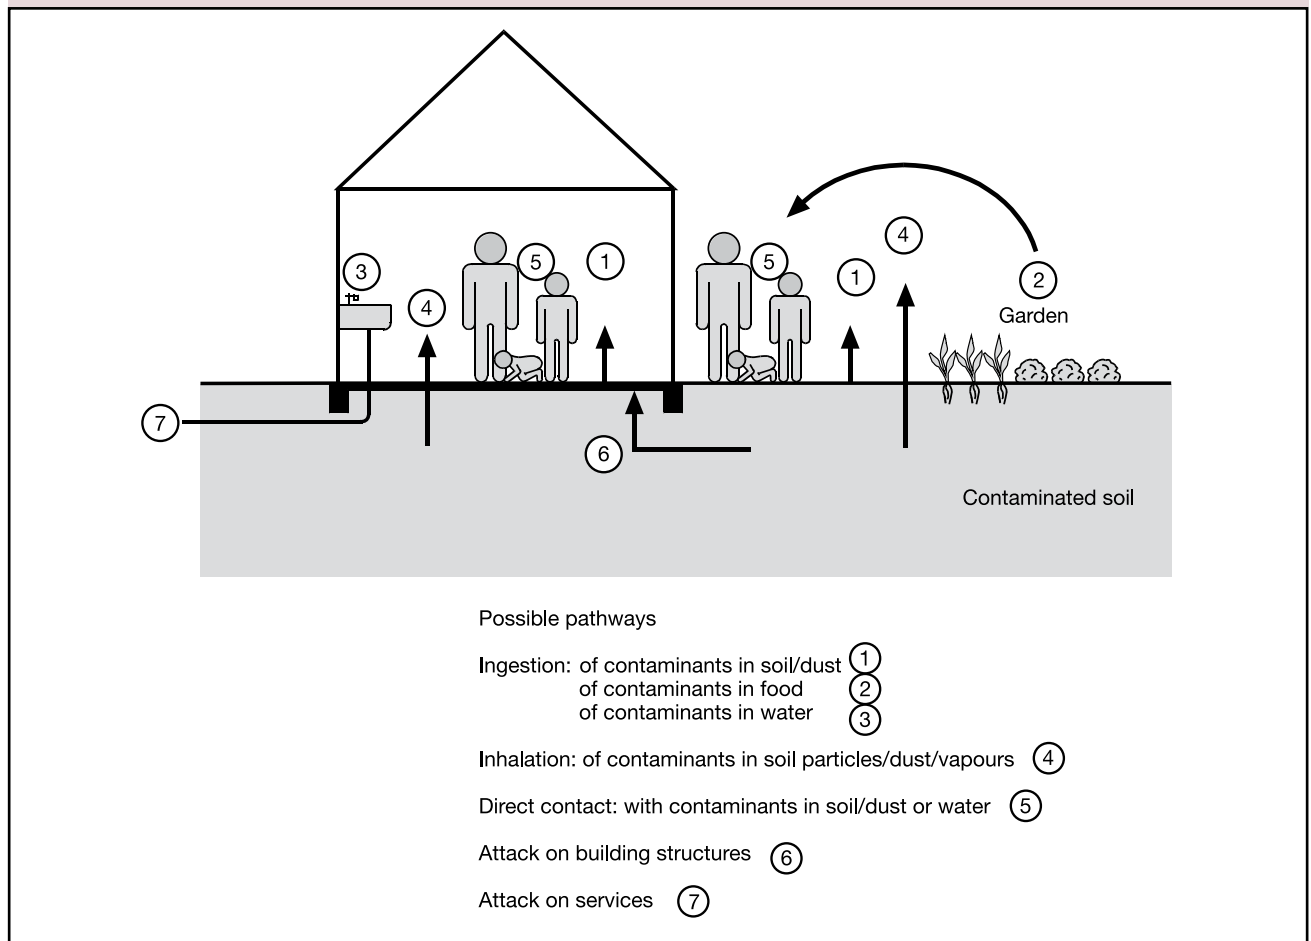 3
4
5
1
5
1
4
2
Garden
7
6
Contaminated soil
Possible pathways
Ingestion: of contaminants in soil/dust 1
of contaminants in food 2
of contaminants in water 3
Inhalation: of contaminants in soil particles/dust/vapours 4
Direct contact: with contaminants in soil/dust or water 5
Attack on building structures 6
Attack on services 7